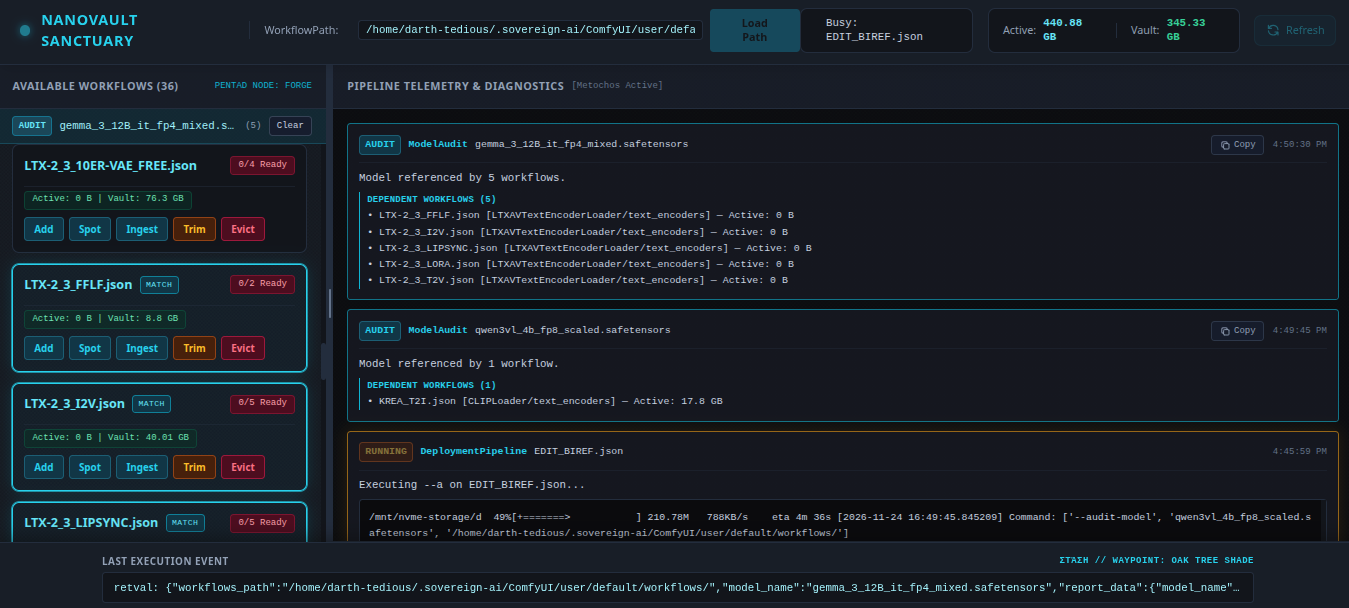 NANOVAULT
SANCTUARY
WorkflowPath:
/home/darth-tedious/.sovereign-ai/ComfyUI/user/defa
Load
Path
Busy:
EDIT_BIREF.json
Active: 440.88 GB
Vault: 345.33 GB
Refresh
AVAILABLE WORKFLOWS (36)
PENTAD NODE: FORGE
AUDIT gemma_3_12B_it_fp4_mixed.s… (5) Clear
LTX-2_3_10ER-VAE_FREE.json 0/4 Ready
Active: 0 B | Vault: 76.3 GB
Add Spot Ingest Trim Evict
LTX-2_3_FFLF.json MATCH 0/2 Ready
Active: 0 B | Vault: 8.8 GB
Add Spot Ingest Trim Evict
LTX-2_3_I2V.json MATCH 0/5 Ready
Active: 0 B | Vault: 40.01 GB
Add Spot Ingest Trim Evict
LTX-2_3_LIPSYNC.json MATCH 0/5 Ready
PIPELINE TELEMETRY & DIAGNOSTICS [Metochos Active]
AUDIT ModelAudit gemma_3_12B_it_fp4_mixed.safetensors Copy 4:50:30 PM
Model referenced by 5 workflows.
DEPENDENT WORKFLOWS (5)
• LTX-2_3_FFLF.json [LTXAVTextEncoderLoader/text_encoders] — Active: 0 B
• LTX-2_3_I2V.json [LTXAVTextEncoderLoader/text_encoders] — Active: 0 B
• LTX-2_3_LIPSYNC.json [LTXAVTextEncoderLoader/text_encoders] — Active: 0 B
• LTX-2_3_LORA.json [LTXAVTextEncoderLoader/text_encoders] — Active: 0 B
• LTX-2_3_T2V.json [LTXAVTextEncoderLoader/text_encoders] — Active: 0 B
AUDIT ModelAudit qwen3vl_4b_fp8_scaled.safetensors Copy 4:49:45 PM
Model referenced by 1 workflow.
DEPENDENT WORKFLOWS (1)
• KREA_T2I.json [CLIPLoader/text_encoders] — Active: 17.8 GB
RUNNING DeploymentPipeline EDIT_BIREF.json 4:45:59 PM
Executing --a on EDIT_BIREF.json...
/mnt/nvme-storage/d 49%[+=======> ] 210.78M 788KB/s eta 4m 36s [2026-11-24 16:49:45.845209] Command: ['--audit-model', 'qwen3vl_4b_fp8_scaled.s
afetensors', '/home/darth-tedious/.sovereign-ai/ComfyUI/user/default/workflows/']
LAST EXECUTION EVENT
ΣΤΑΣΗ // WAYPOINT: OAK TREE SHADE
retval: {"workflows_path":"/home/darth-tedious/.sovereign-ai/ComfyUI/user/default/workflows/","model_name":"gemma_3_12B_it_fp4_mixed.safetensors","report_data":{"model_name"…